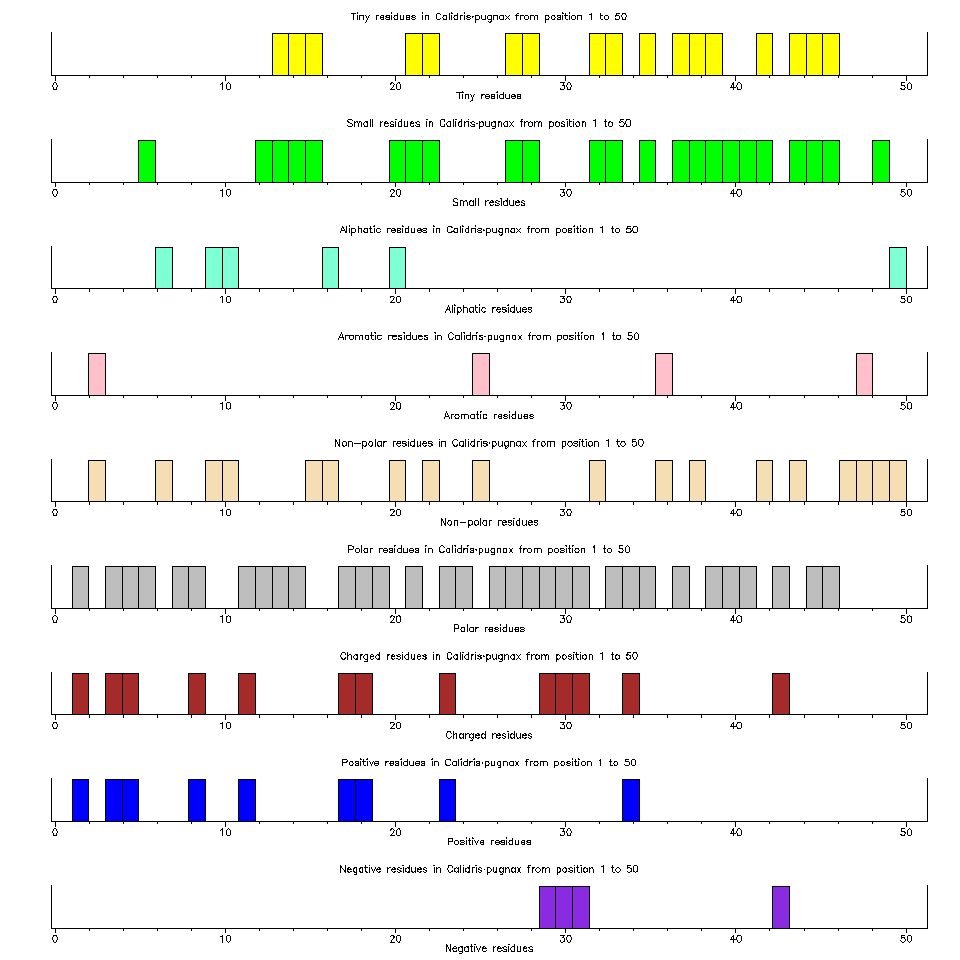 Tiny residues in Calidris-pugnax from position 1 to 50
0 10 20 30 40 50
Tiny residues
Small residues in Calidris-pugnax from position 1 to 50
0 10 20 30 40 50
Small residues
Aliphatic residues in Calidris-pugnax from position 1 to 50
0 10 20 30 40 50
Aliphatic residues
Aromatic residues in Calidris-pugnax from position 1 to 50
0 10 20 30 40 50
Aromatic residues
Non-polar residues in Calidris-pugnax from position 1 to 50
0 10 20 30 40 50
Non-polar residues
Polar residues in Calidris-pugnax from position 1 to 50
0 10 20 30 40 50
Polar residues
Charged residues in Calidris-pugnax from position 1 to 50
0 10 20 30 40 50
Charged residues
Positive residues in Calidris-pugnax from position 1 to 50
0 10 20 30 40 50
Positive residues
Negative residues in Calidris-pugnax from position 1 to 50
0 10 20 30 40 50
Negative residues